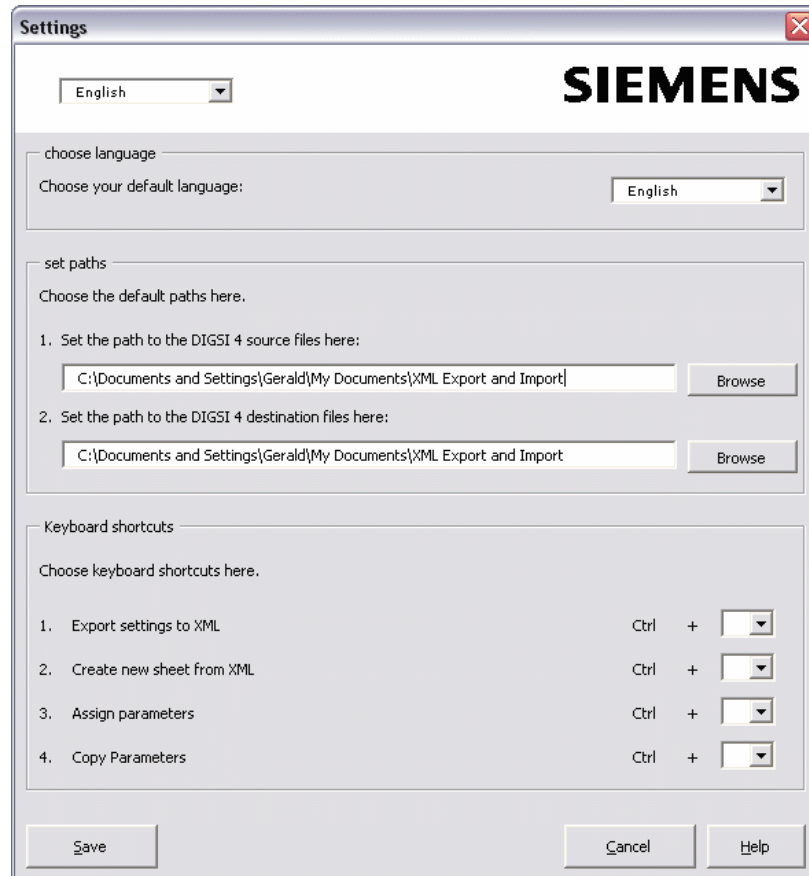 Settings
English
SIEMENS
choose language
Choose your default language:
English
set paths
Choose the default paths here.
1. Set the path to the DIGSI 4 source files here:
C:\Documents and Settings\Gerald\My Documents\XML Export and Import
Browse
2. Set the path to the DIGSI 4 destination files here:
C:\Documents and Settings\Gerald\My Documents\XML Export and Import
Browse
Keyboard shortcuts
Choose keyboard shortcuts here.
1. Export settings to XML Ctrl +
2. Create new sheet from XML Ctrl +
3. Assign parameters Ctrl +
4. Copy Parameters Ctrl +
Save Cancel Help